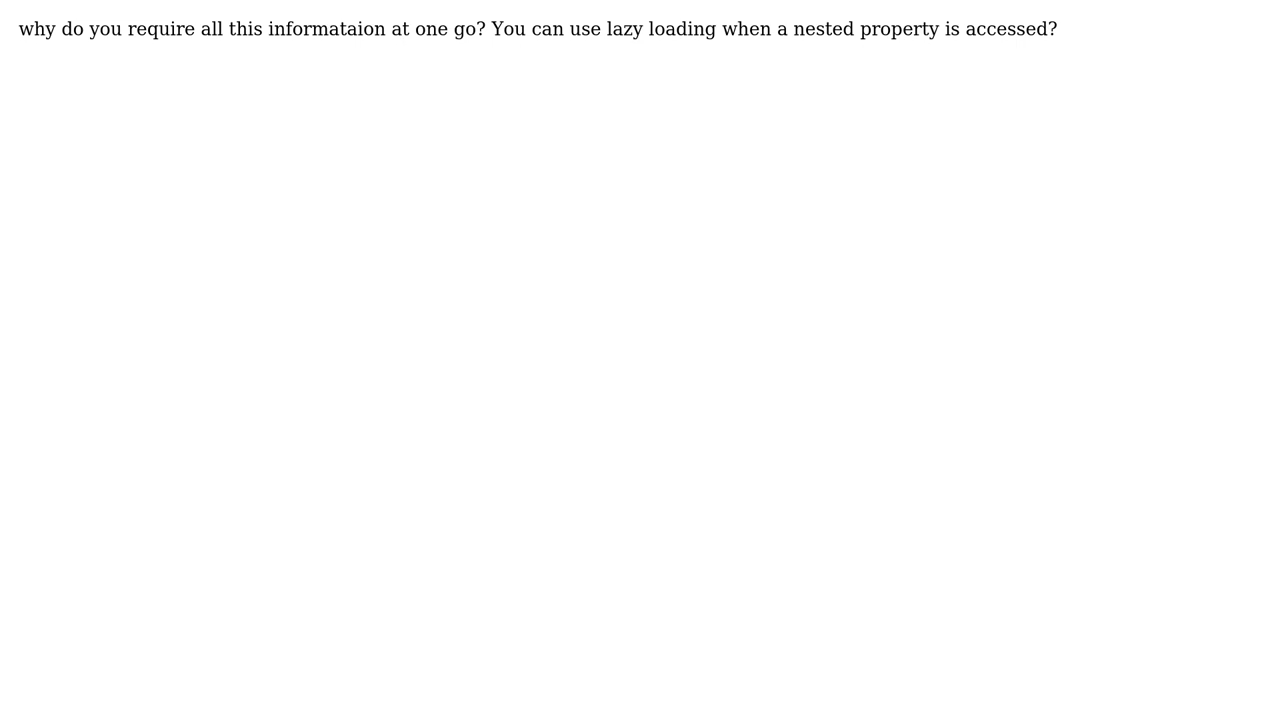 why do you require all this informataion at one go? You can use lazy loading when a nested property is accessed?